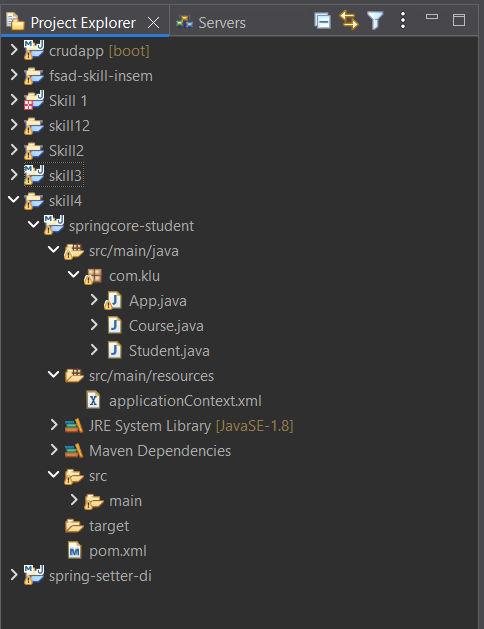 Project Explorer Servers
crudapp [boot]
fsad-skill-insem
Skill 1
skill12
Skill2
skill3
skill4
springcore-student
src/main/java
com.klu
App.java
Course.java
Student.java
src/main/resources
applicationContext.xml
JRE System Library [JavaSE-1.8]
Maven Dependencies
src
main
target
pom.xml
spring-setter-di